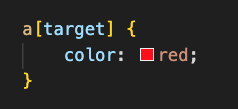 a[target] {
    color: red;
}